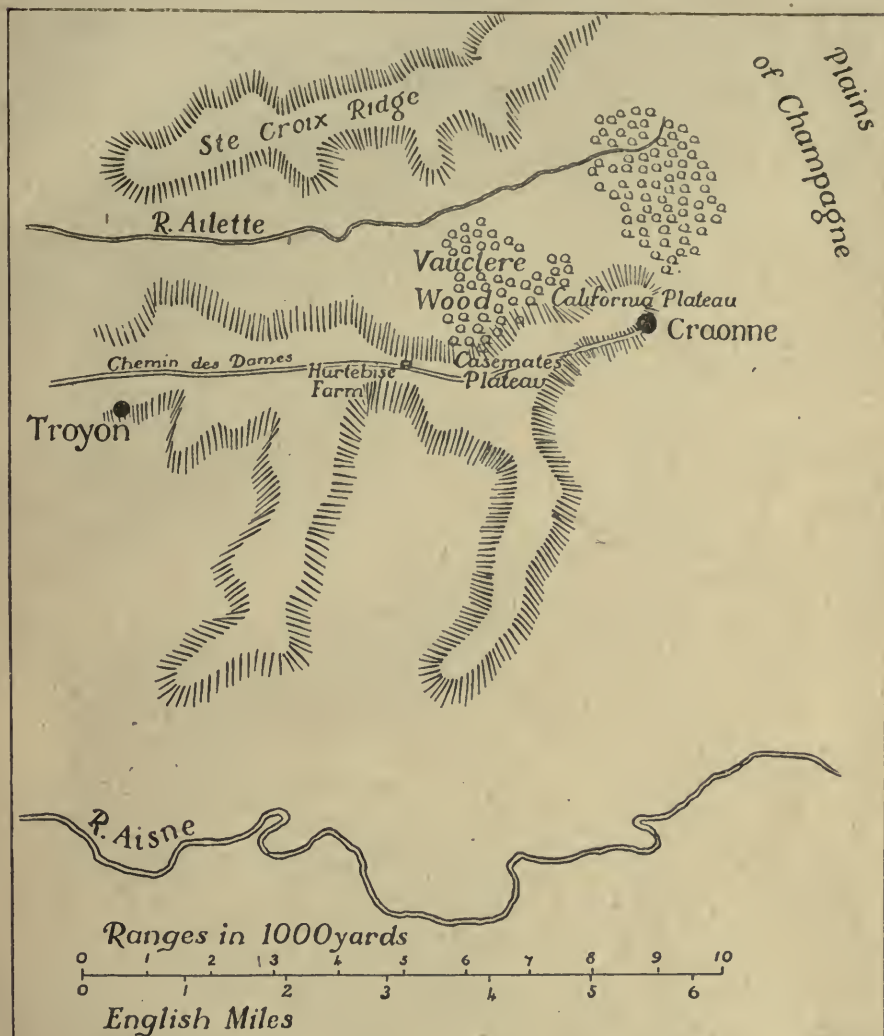 Plains
of Champagne
Ste Croix Ridge
R. Ailette
Vauclere
Wood
California Plateau
Craonne
Chemin des Dames
Hurtebise
Farm
Casemates
Plateau
Troyon
R. Aisne
Ranges in 1000 yards
0 1 2 3 4 5 6 7 8 9 10
0 1 2 3 4 5 6
English Miles